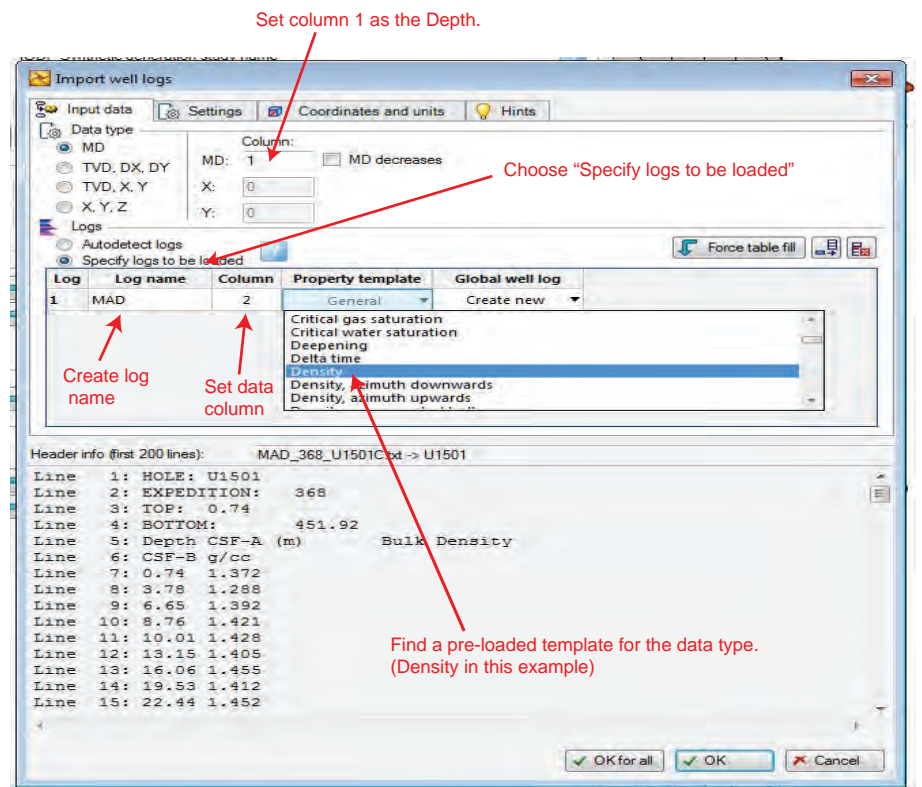 Set column 1 as the Depth.
Import well logs
Input data Settings Coordinates and units Hints
Data type
MD
TVD, DX, DY
TVD, X, Y
X, Y, Z
Column:
MD: 1 MD decreases
X: 0
Y: 0
Choose “Specify logs to be loaded”
Logs
Autodetect logs
Specify logs to be loaded
Force table fill
Log Log name Column Property template Global well log
1 MAD 2 General Create new
Critical gas saturation
Critical water saturation
Deepening
Delta time
Density
Density, azimuth downwards
Density, azimuth upwards
Create log
name
Set data
column
Header info (first 200 lines): MAD_368_U1501C.txt -> U1501
Line 1: HOLE: U1501
Line 2: EXPEDITION: 368
Line 3: TOP: 0.74
Line 4: BOTTOM: 451.92
Line 5: Depth CSF-A (m) Bulk Density
Line 6: CSF-B g/cc
Line 7: 0.74 1.372
Line 8: 3.78 1.288
Line 9: 6.65 1.392
Line 10: 8.76 1.421
Line 11: 10.01 1.428
Line 12: 13.15 1.405
Line 13: 16.06 1.455
Line 14: 19.53 1.412
Line 15: 22.44 1.452
Find a pre-loaded template for the data type.
(Density in this example)
OK for all OK Cancel